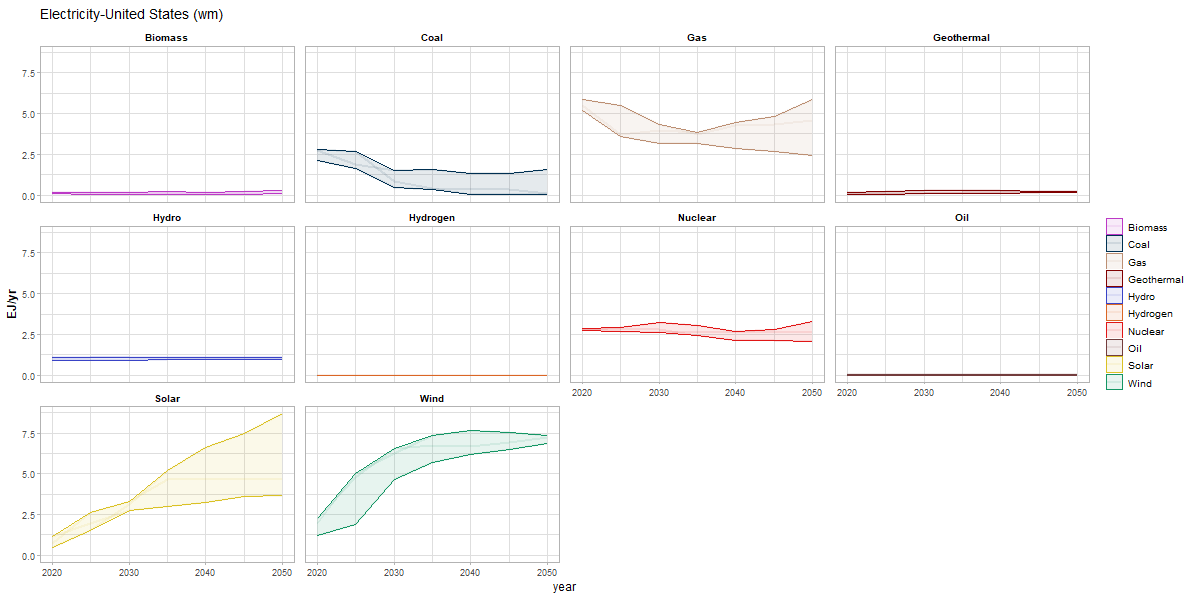 Electricity-United States (wm)
Biomass Coal Gas Geothermal
7.5
5.0
2.5
0.0
Hydro Hydrogen Nuclear Oil
7.5
5.0
2.5
0.0
2020 2030 2040 2050 2020 2030 2040 2050
Solar Wind
7.5
5.0
2.5
0.0
2020 2030 2040 2050 2020 2030 2040 2050
EJ/yr
year
Biomass
Coal
Gas
Geothermal
Hydro
Hydrogen
Nuclear
Oil
Solar
Wind